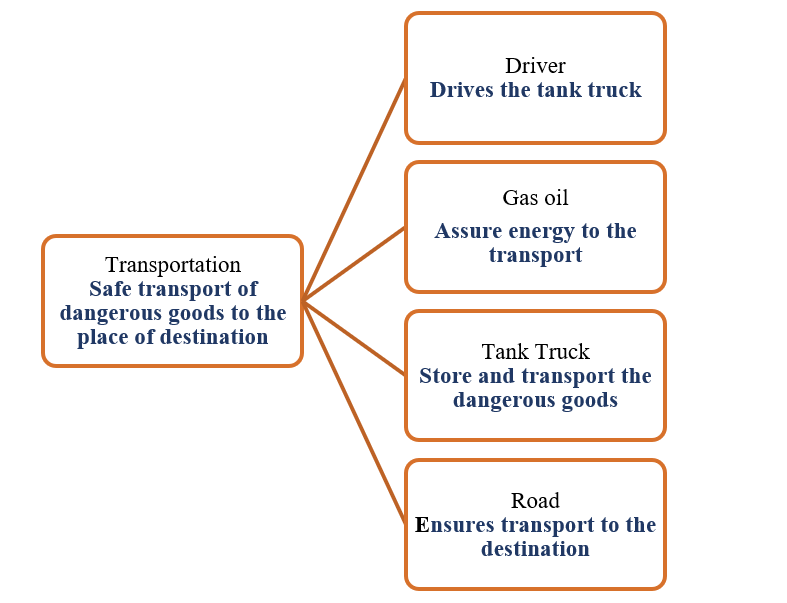 Transportation
Safe transport of
dangerous goods to the
place of destination
Driver
Drives the tank truck
Gas oil
Assure energy to the
transport
Tank Truck
Store and transport the
dangerous goods
Road
Ensures transport to the
destination